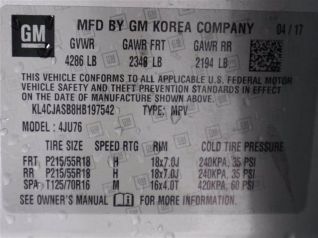 GM
MFD BY GM KOREA COMPANY 04/17
GVWR GAWR FRT GAWR RR
4286 LB 2346 LB 2194 LB
THIS VEHICLE CONFORMS TO ALL APPLICABLE U.S. FEDERAL MOTOR
VEHICLE SAFETY AND THEFT PREVENTION STANDARDS IN EFFECT ON
THE DATE OF MANUFACTURE SHOWN ABOVE.
KL4CJASB8HB197542 TYPE: MPV
MODEL: 4JU76
TIRE SIZE SPEED RTG RIM COLD TIRE PRESSURE
FRT P215/55R18 H 18x7.0J 240KPA, 35 PSI
RR P215/55R18 H 18x7.0J 240KPA, 35 PSI
SPA T125/70R16 M 16x4.0T 420KPA, 60 PSI
SEE OWNER'S MANUAL FOR MORE INFORMATION.